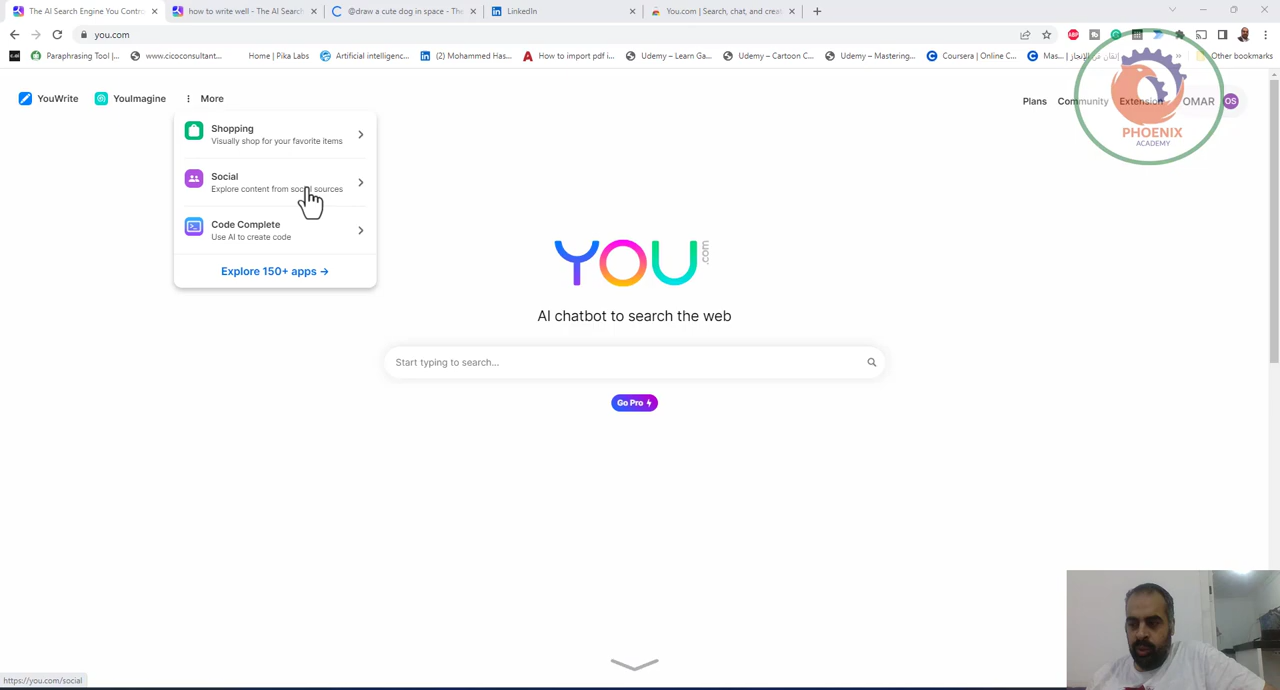 The AI Search Engine You Contro
how to write well - The AI Search
@draw a cute dog in space - The
LinkedIn
You.com | Search, chat, and creat
you.com
Paraphrasing Tool |...
www.cicoconsultant...
Home | Pika Labs
Artificial intelligenc...
(2) Mohammed Has...
How to import pdf i...
Udemy – Learn Ga...
Udemy – Cartoon C...
Udemy – Mastering...
Coursera | Online C...
Mas...
Other bookmarks
YouWrite
YouImagine
More
Plans
Community
Extension
OMAR
OS
PHOENIX
ACADEMY
Shopping
Visually shop for your favorite items
Social
Explore content from social sources
Code Complete
Use AI to create code
Explore 150+ apps →
YOU.com
AI chatbot to search the web
Start typing to search...
Go Pro
https://you.com/social